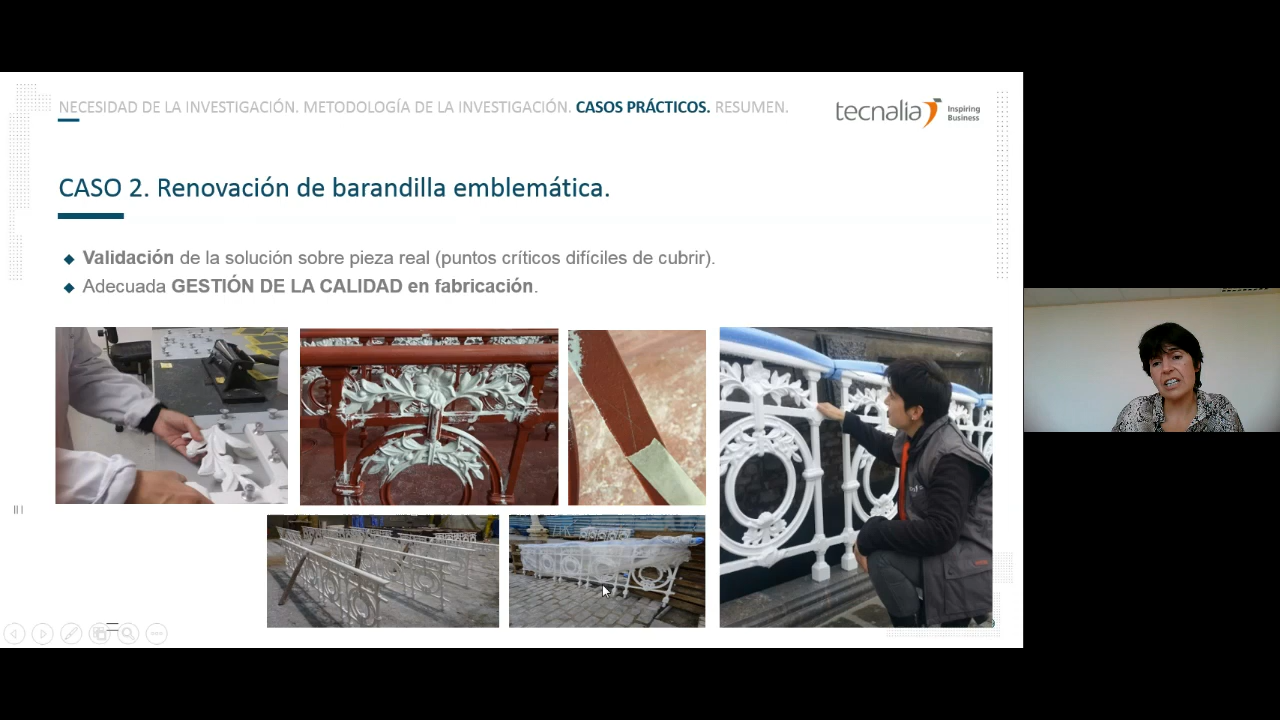 NECESIDAD DE LA INVESTIGACIÓN. METODOLOGÍA DE LA INVESTIGACIÓN. CASOS PRÁCTICOS. RESUMEN.
tecnalia Inspiring
Business
CASO 2. Renovación de barandilla emblemática.
Validación de la solución sobre pieza real (puntos críticos difíciles de cubrir).
Adecuada GESTIÓN DE LA CALIDAD en fabricación.